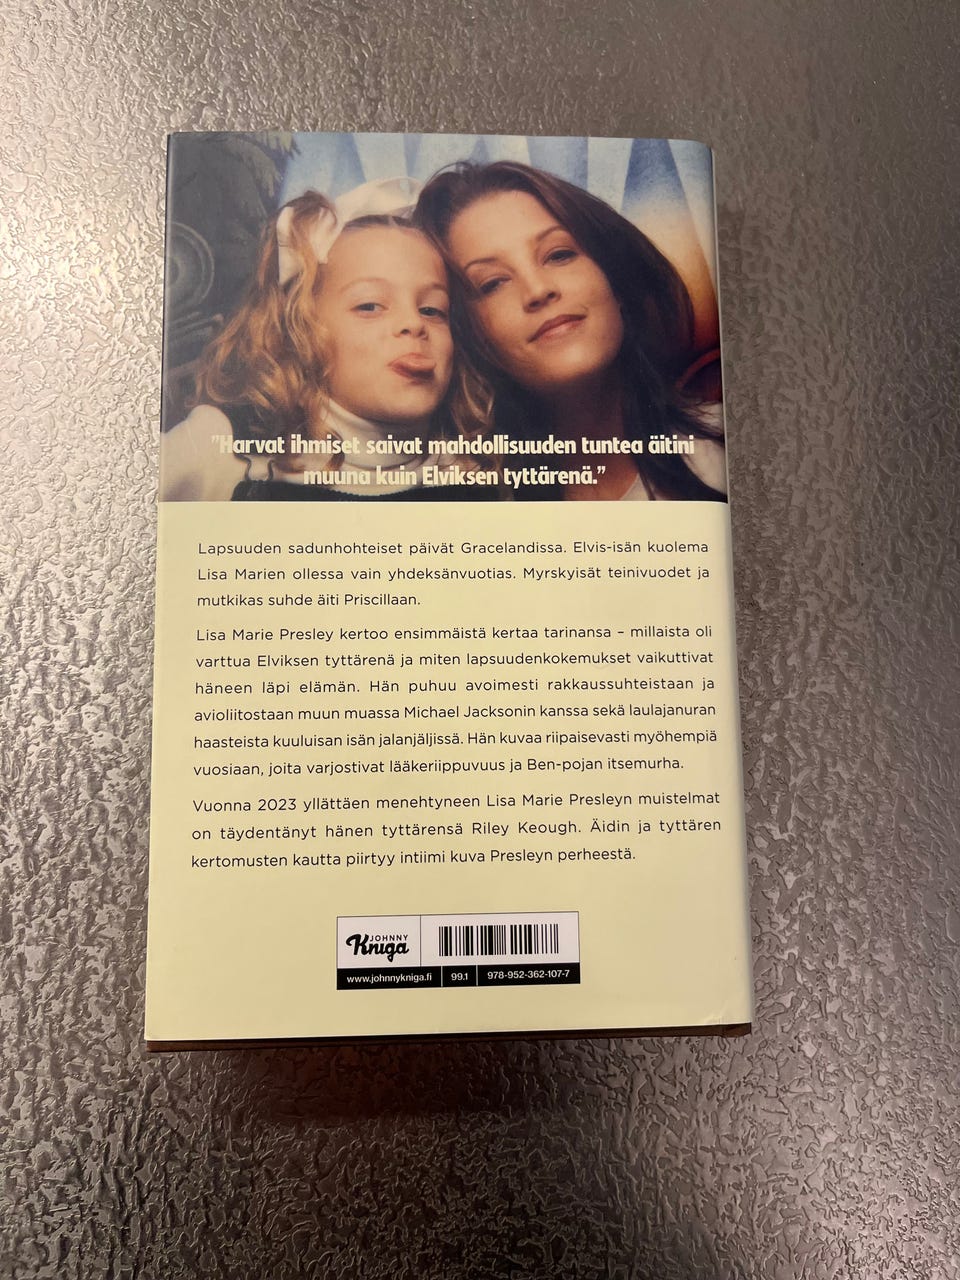 "Harvat ihmiset saivat mahdollisuuden tuntea äitini
muuna kuin Elviksen tyttärenä."
Lapsuuden sadunhohteiset päivät Gracelandissa. Elvis-isän kuolema
Lisa Marien ollessa vain yhdeksänvuotias. Myrskyisät teinivuodet ja
mutkikas suhde äiti Priscillaan.
Lisa Marie Presley kertoo ensimmäistä kertaa tarinansa – millaista oli
varttua Elviksen tyttärenä ja miten lapsuudenkokemukset vaikuttivat
häneen läpi elämän. Hän puhuu avoimesti rakkaussuhteistaan ja
avioliitostaan muun muassa Michael Jacksonin kanssa sekä laulajanuran
haasteista kuuluisan isän jalanjäljissä. Hän kuvaa riipaisevasti myöhempiä
vuosiaan, joita varjostivat lääkeriippuvuus ja Ben-pojan itsemurha.
Vuonna 2023 yllättäen menehtyneen Lisa Marie Presleyn muistelmat
on täydentänyt hänen tyttärensä Riley Keough. Äidin ja tyttären
kertomusten kautta piirtyy intiimi kuva Presleyn perheestä.
JOHNNY
Kniga
www.johnnykniga.fi 99.1 978-952-362-107-7